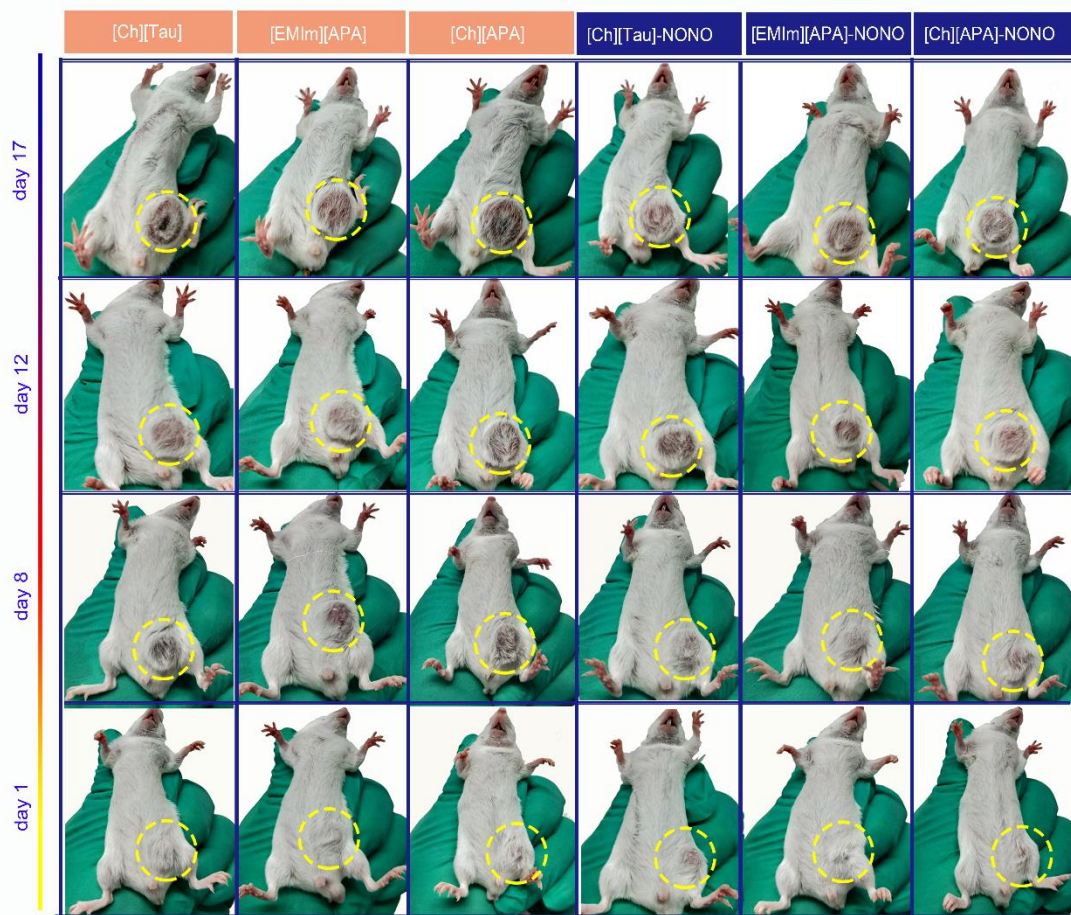 [Ch][Tau]
[EMIm][APA]
[Ch][APA]
[Ch][Tau]-NONO
[EMIm][APA]-NONO
[Ch][APA]-NONO
day 17
day 12
day 8
day 1